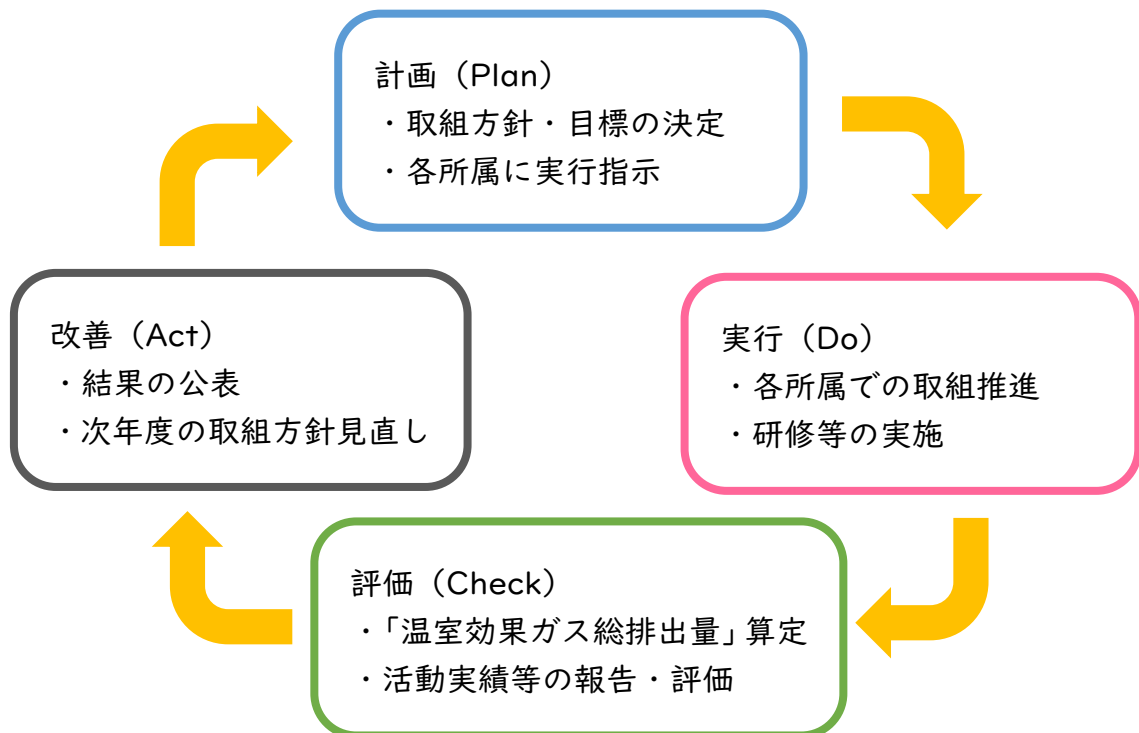 計画（Plan）
・取組方針・目標の決定
・各所属に実行指示
改善（Act）
・結果の公表
・次年度の取組方針見直し
実行（Do）
・各所属での取組推進
・研修等の実施
評価（Check）
・「温室効果ガス総排出量」算定
・活動実績等の報告・評価